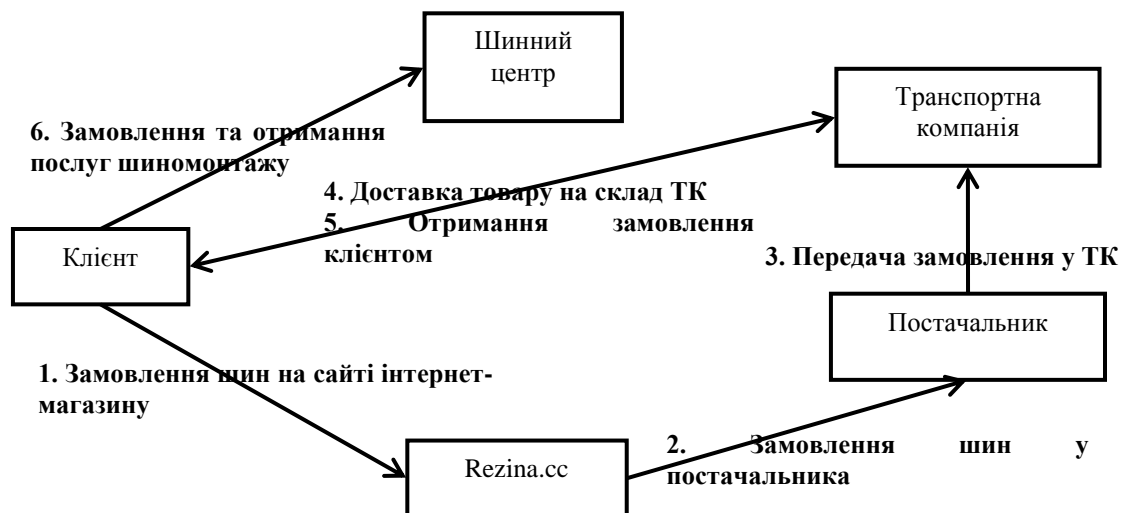 Шинний
центр
Транспортна
компанія
6. Замовлення та отримання
послуг шиномонтажу
4. Доставка товару на склад ТК
5. Отримання замовлення
клієнтом
Клієнт
3. Передача замовлення у ТК
Постачальник
1. Замовлення шин на сайті інтернет-
магазину
2. Замовлення шин у
постачальника
Rezina.cc